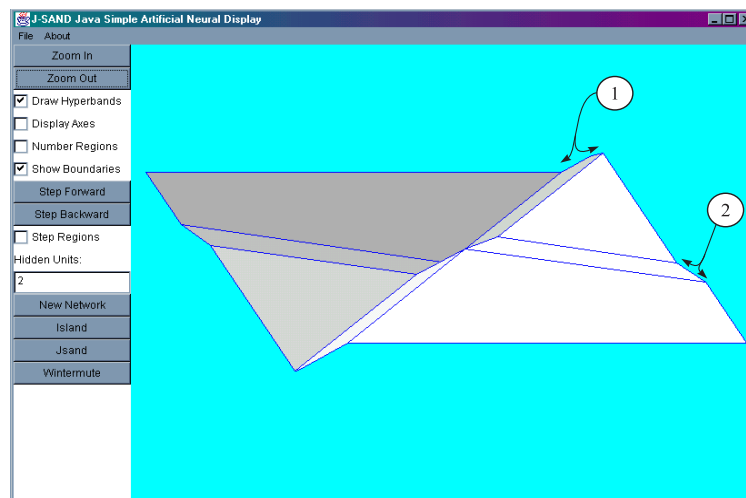 J-SAND Java Simple Artificial Neural Display
File About
Zoom In
Zoom Out
Draw Hyperbands
Display Axes
Number Regions
Show Boundaries
Step Forward
Step Backward
Step Regions
Hidden Units:
2
New Network
Island
Jsand
Wintermute
1
2